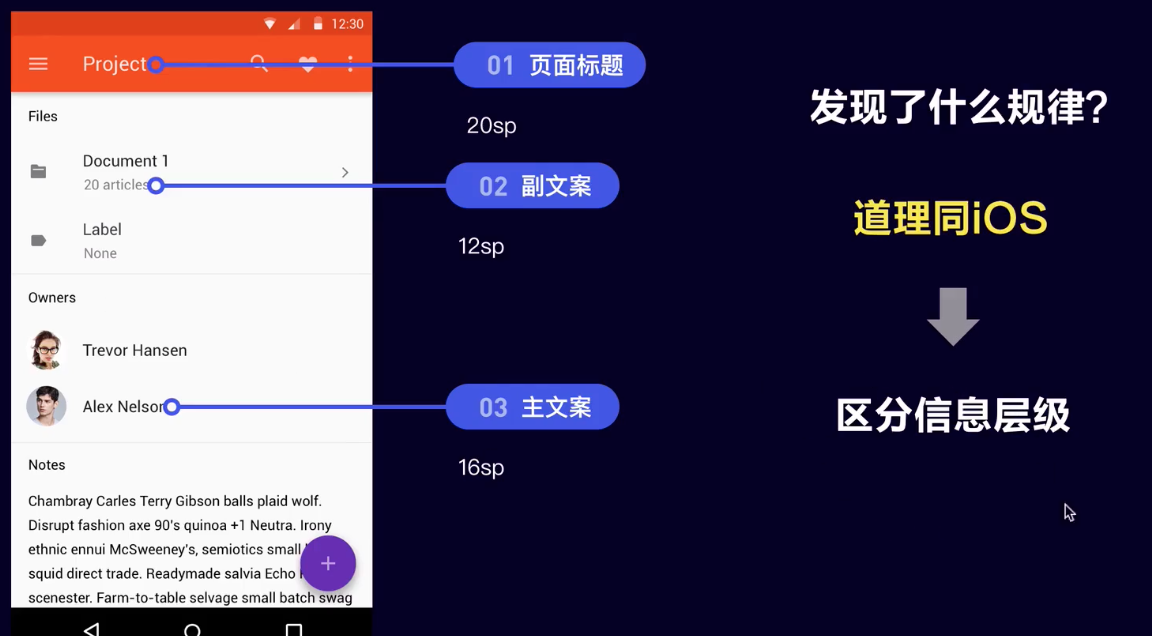 12:30
Project
01 页面标题
20sp
发现了什么规律?
Files
Document 1
20 articles
02 副文案
12sp
道理同iOS
Label
None
Owners
Trevor Hansen
Alex Nelson
03 主文案
16sp
区分信息层级
Notes
Chambray Carles Terry Gibson balls plaid wolf.
Disrupt fashion axe 90's quinoa +1 Neutra. Irony
ethnic ennui McSweeney's, semiotics small
squid direct trade. Readymade salvia Echo
scenester. Farm-to-table selvage small batch swag